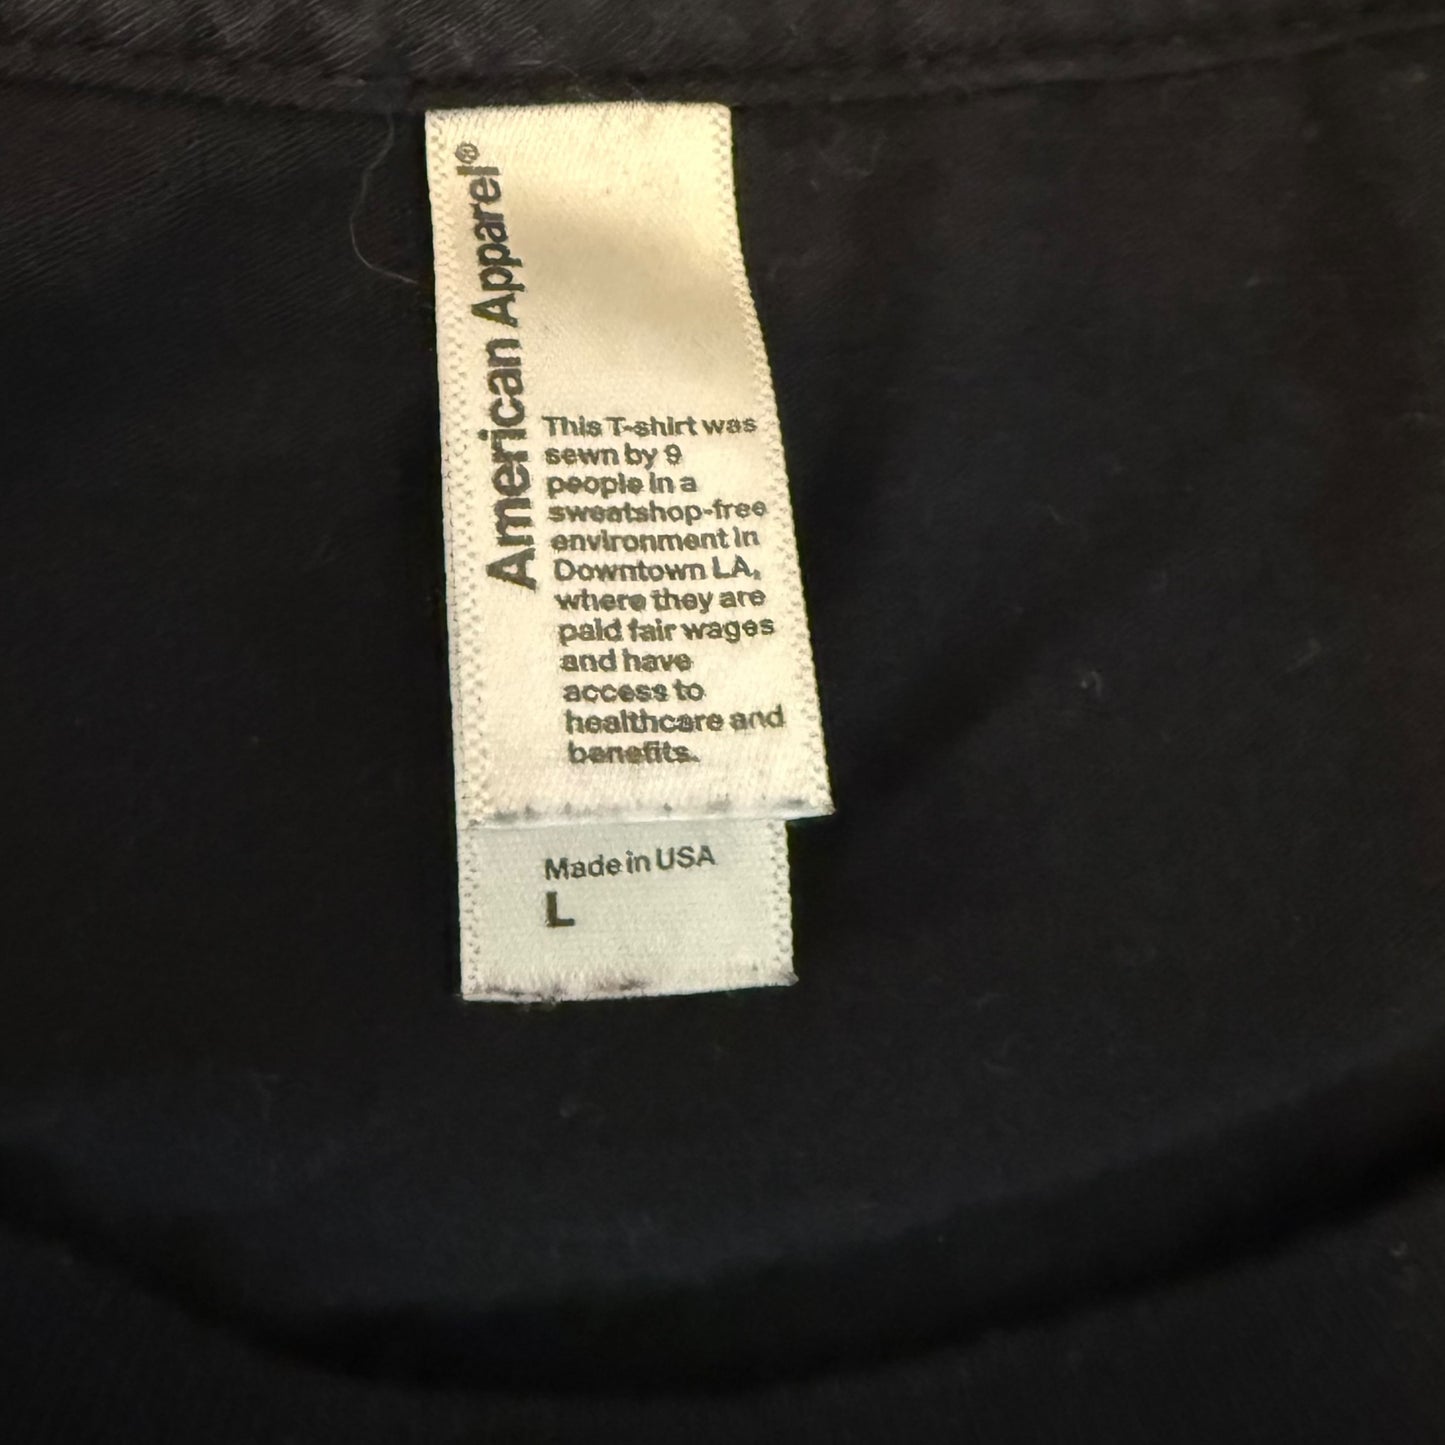 American Apparel®
This T-shirt was
sewn by 9
people in a
sweatshop-free
environment in
Downtown LA,
where they are
paid fair wages
and have
access to
healthcare and
benefits.
Made in USA
L